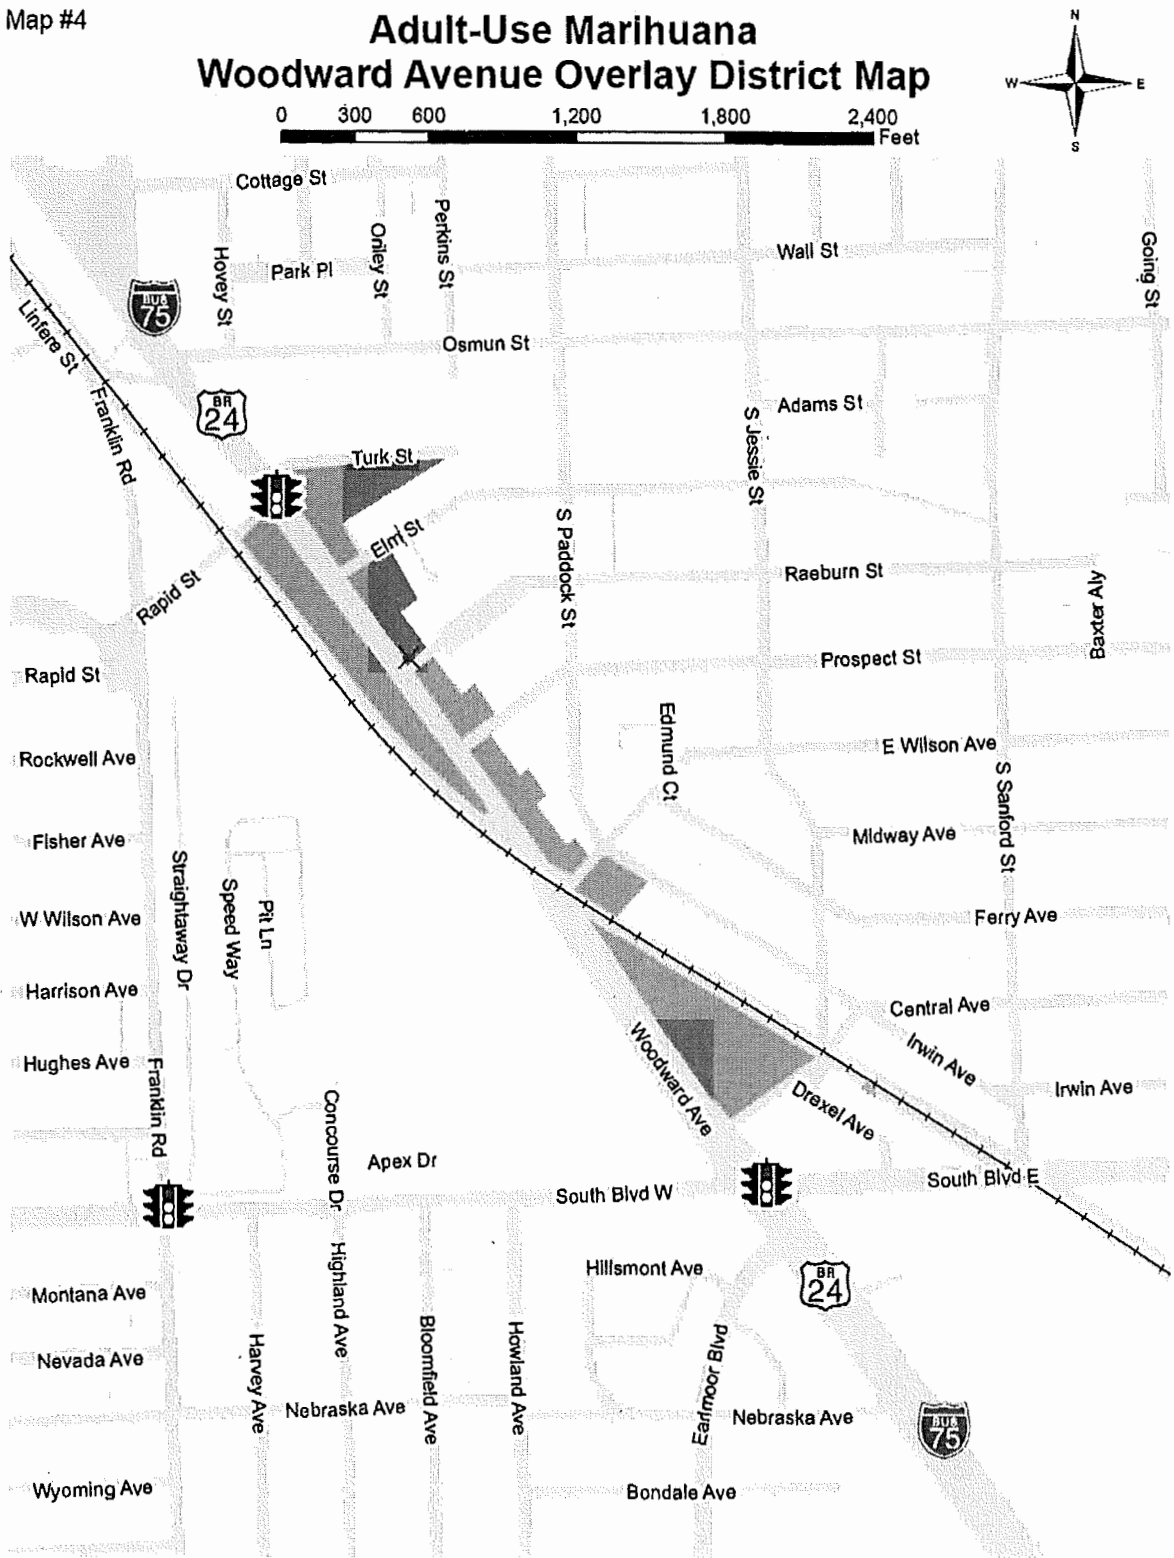 Map #4
Adult-Use Marihuana
Woodward Avenue Overlay District Map
N
W E
S
0 300 600 1,200 1,800 2,400
Feet
Cottage St
Perkins St
Oriley St
Hovey St
Park Pl
Wall St
Going St
BUS
75
Linfere St
Osmun St
Franklin Rd
BR
24
Adams St
S Jessie St
Turk St
Elm St
S Paddock St
Rapid St
Raeburn St
Baxter Aly
Prospect St
Rapid St
Edmund Ct
E Wilson Ave
Rockwell Ave
S Sanford St
Midway Ave
Fisher Ave
Straightaway Dr
Speed Way
Pit Ln
W Wilson Ave
Ferry Ave
Harrison Ave
Central Ave
Woodward Ave
Irwin Ave
Hughes Ave
Irwin Ave
Franklin Rd
Drexel Ave
Concourse Dr
Apex Dr
South Blvd W
South Blvd E
Highland Ave
Hillsmont Ave
BR
24
Montana Ave
Harvey Ave
Bloomfield Ave
Howland Ave
Earlmoor Blvd
Nevada Ave
Nebraska Ave
Nebraska Ave
BUS
75
Wyoming Ave
Bondale Ave